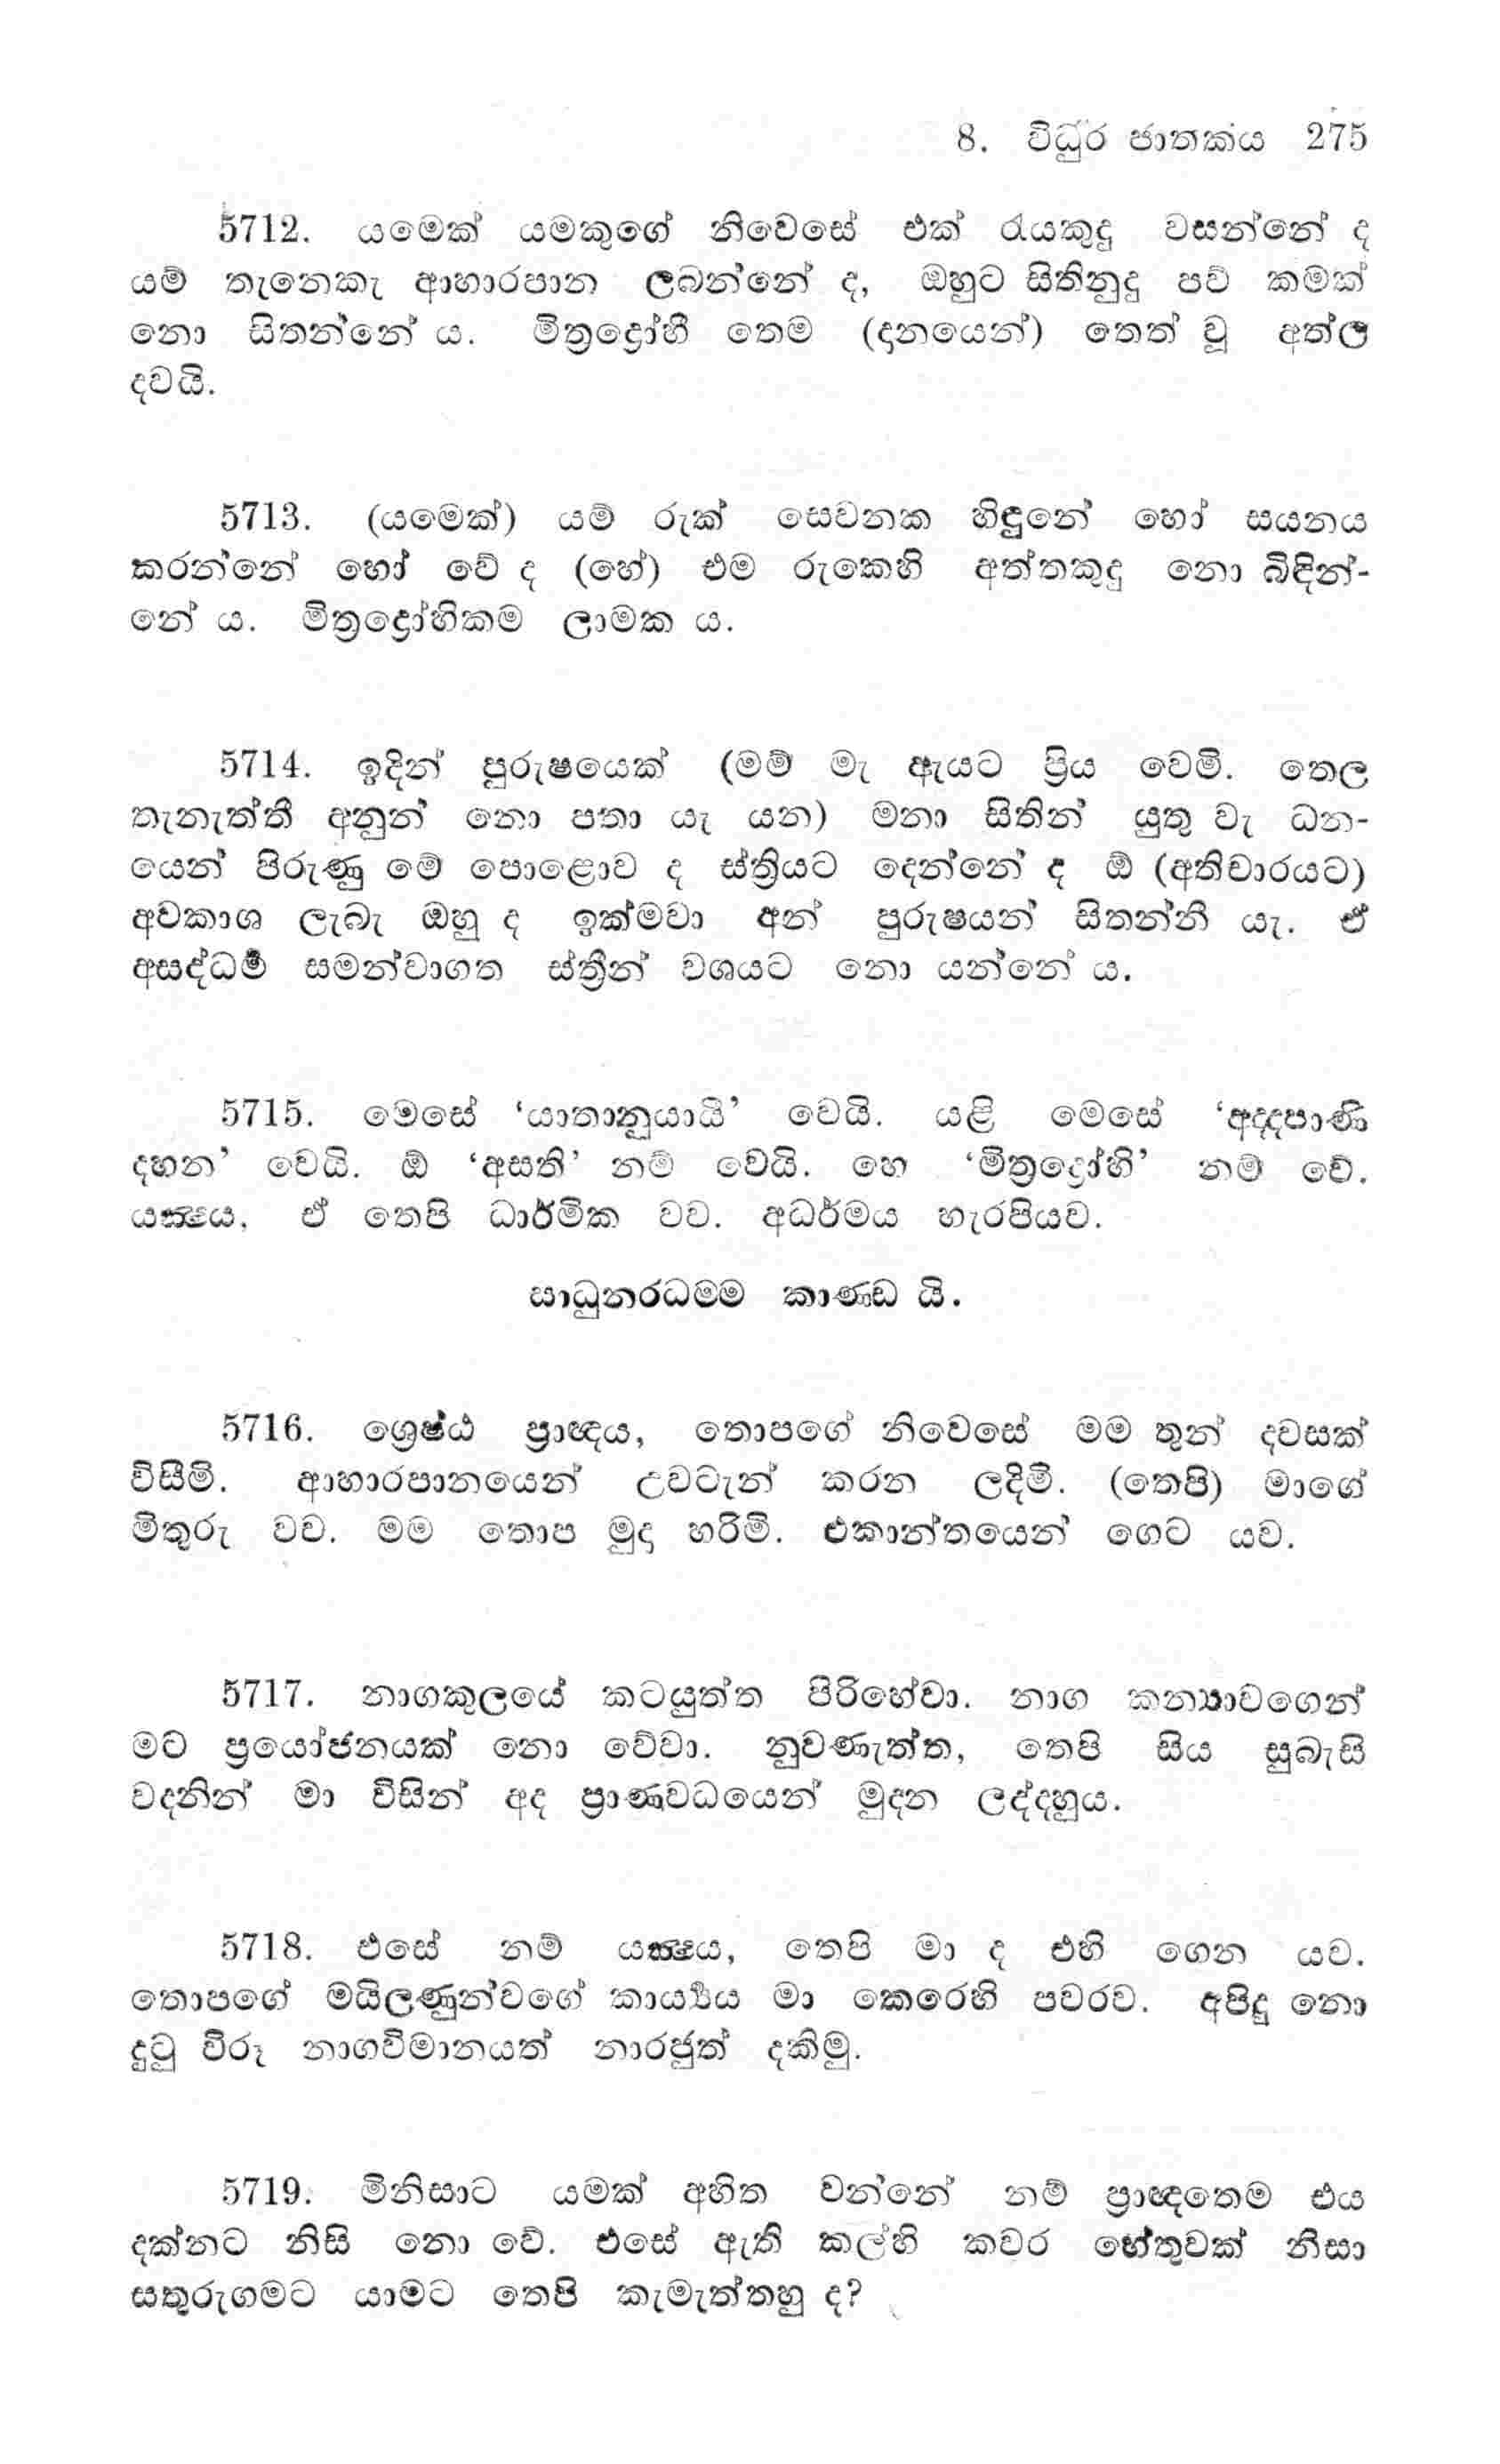 8. විධුර ජාතකය 275
5712. යමෙක් යමකුගේ නිවෙසේ එක් රැයකුදු වසන්නේ ද
යම් තැනෙකැ ආහාරපාන ලබන්නේ ද, ඔහුට සිතිනුදු පව් කමක්
නො සිතන්නේ ය. මිත්‍රද්‍රෝහී තෙම (දානයෙන්) තෙත් වූ අත්ල
දවයි.
5713. (යමෙක්) යම් රුක් සෙවනක හිඳුනේ හෝ සයනය
කරන්නේ හෝ වේ ද (හේ) එම රුකෙහි අත්තකුදු නො බිඳින්-
නේ ය. මිත්‍රද්‍රෝහිකම ලාමක ය.
5714. ඉදින් පුරුෂයෙක් (මම් මැ ඇයට ප්‍රිය වෙමි. තෙල
තැනැත්තී අනුන් නො පතා යැ යන) මනා සිතින් යුතු වැ ධන-
යෙන් පිරුණු මේ පොළොව ද ස්ත්‍රියට දෙන්නේ ද ඕ (අතිචාරයට)
අවකාශ ලැබැ ඔහු ද ඉක්මවා අන් පුරුෂයන් සිතන්නී යැ. ඒ
අසද්ධර්‍ම සමන්වාගත ස්ත්‍රීන් වශයට නො යන්නේ ය.
5715. මෙසේ ‘යාතානුයායී’ වෙයි. යළි මෙසේ ‘අද්දපාණි
දහන’ වෙයි. ඕ ‘අසති’ නම් වෙයි. හෙ ‘මිත්‍රද්‍රෝහි’ නම් වේ.
යක්‍ෂය, ඒ තෙපි ධාර්මික වව. අධර්මය හැරපියව.
සාධුනරධම්ම කාණ්ඩ යි.
5716. ශ්‍රෙෂ්ඨ ප්‍රාඥය, තොපගේ නිවෙසේ මම තුන් දවසක්
විසීමි. ආහාරපානයෙන් උවටැන් කරන ලදිමි. (තෙපි) මාගේ
මිතුරු වව. මම තොප මුදා හරිමි. එකාන්තයෙන් ගෙට යව.
5717. නාගකුලයේ කටයුත්ත පිරිහේවා. නාග කන්‍යාවගෙන්
මට ප්‍රයෝජනයක් නො වේවා. නුවණැත්ත, තෙපි සිය සුබැසි
වදනින් මා විසින් අද ප්‍රාණවධයෙන් මුදන ලද්දහුය.
5718. එසේ නම් යක්‍ෂය, තෙපි මා ද එහි ගෙන යව.
තොපගේ මයිලණුන්වගේ කාර්‍ය්‍යය මා කෙරෙහි පවරව. අපිදු නො
දුටු විරූ නාගවිමානයත් නාරජුත් දකිමු.
5719. මිනිසාට යමක් අහිත වන්නේ නම් ප්‍රාඥතෙම එය
දක්නට නිසි නො වේ. එසේ ඇති කල්හි කවර හේතුවක් නිසා
සතුරුගමට යාමට තෙපි කැමැත්තහු ද?